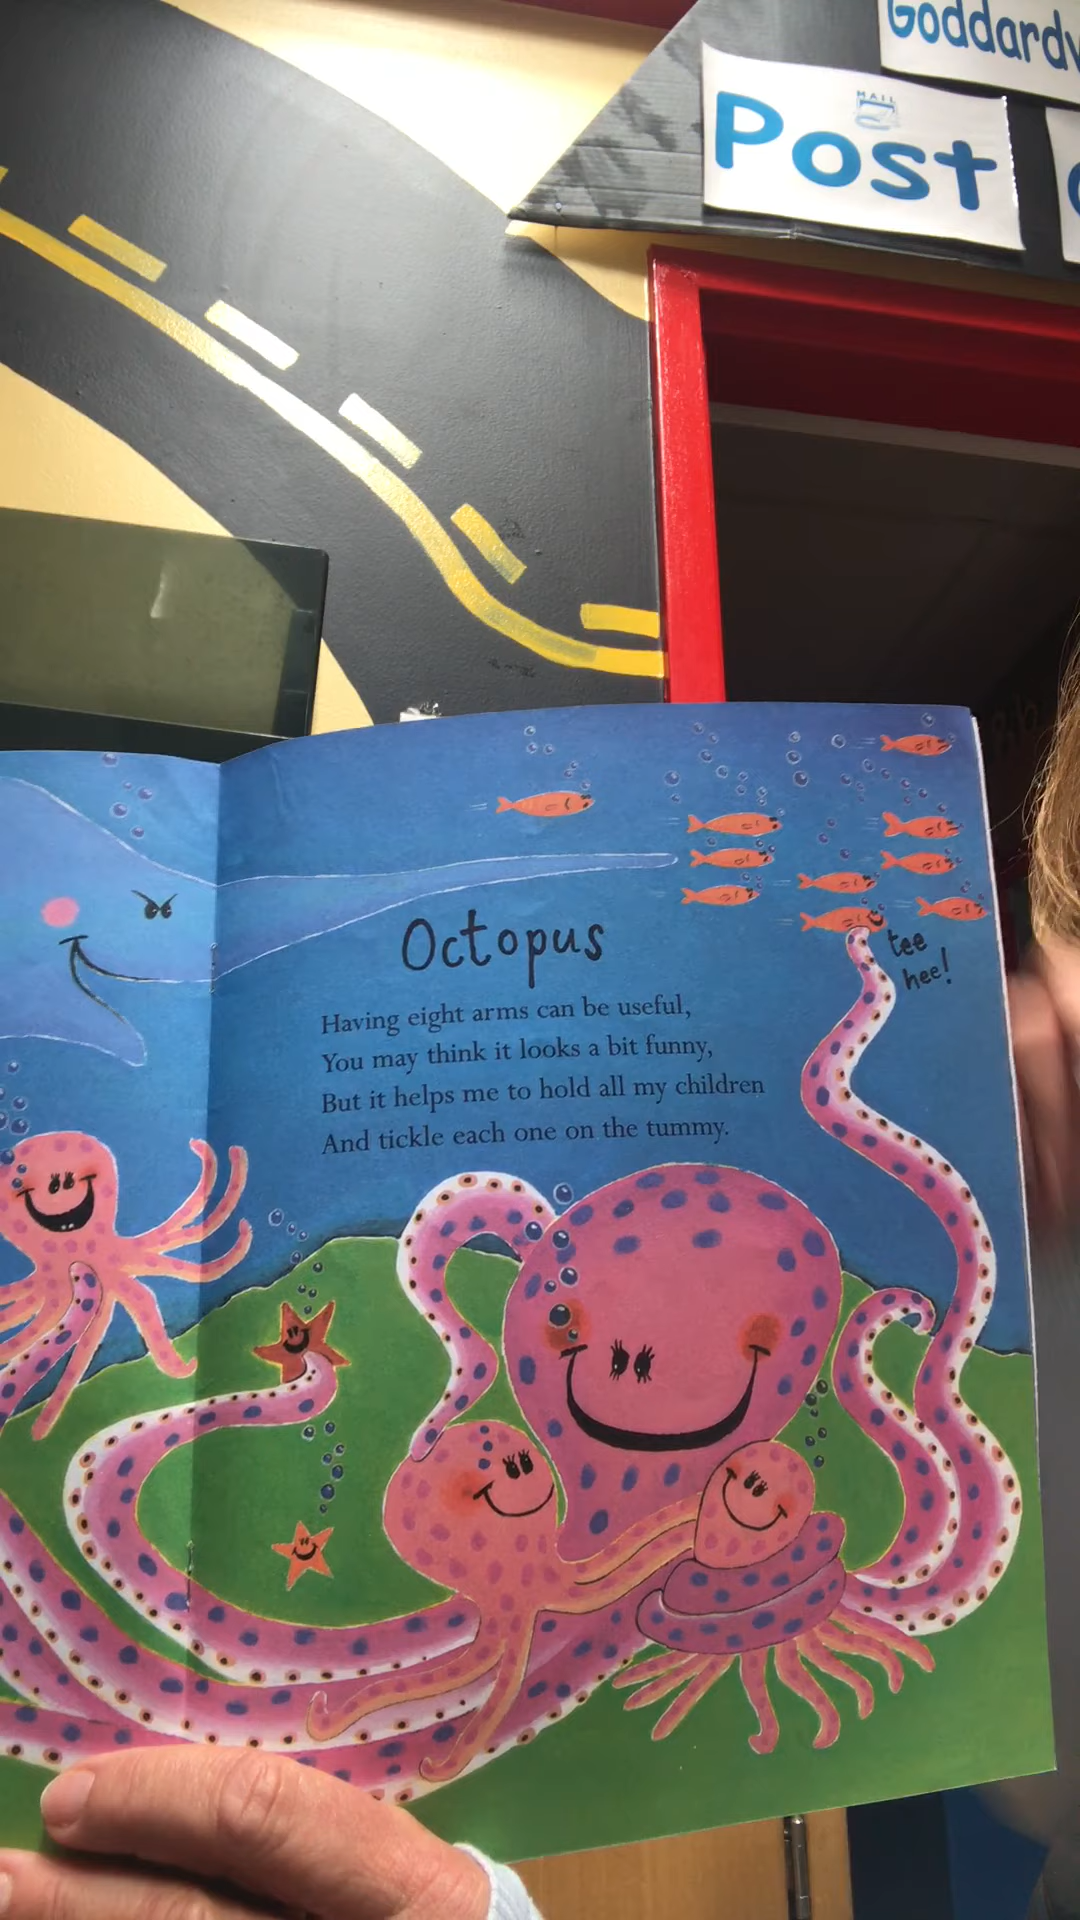 Goddard
MAIL
Post
Octopus
Having eight arms can be useful,
You may think it looks a bit funny,
But it helps me to hold all my children
And tickle each one on the tummy.
tee
hee!